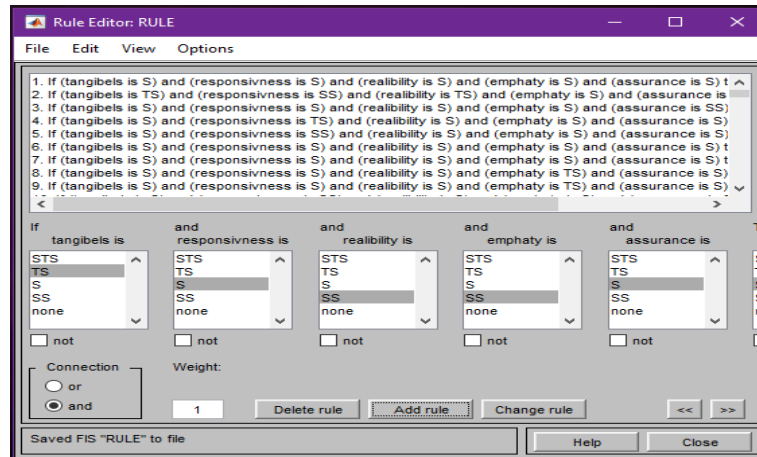 Rule Editor: RULE
File Edit View Options
1. If (tangibels is S) and (responsivness is S) and (realibility is S) and (emphaty is S) and (assurance is S) t
2. If (tangibels is TS) and (responsivness is SS) and (realibility is TS) and (emphaty is S) and (assurance is
3. If (tangibels is S) and (responsivness is S) and (realibility is S) and (emphaty is S) and (assurance is SS)
4. If (tangibels is S) and (responsivness is TS) and (realibility is S) and (emphaty is S) and (assurance is S)
5. If (tangibels is S) and (responsivness is SS) and (realibility is S) and (emphaty is S) and (assurance is S)
6. If (tangibels is S) and (responsivness is S) and (realibility is S) and (emphaty is S) and (assurance is S) t
7. If (tangibels is S) and (responsivness is S) and (realibility is S) and (emphaty is S) and (assurance is S) t
8. If (tangibels is S) and (responsivness is S) and (realibility is S) and (emphaty is TS) and (assurance is S)
9. If (tangibels is S) and (responsivness is S) and (realibility is S) and (emphaty is TS) and (assurance is S)
If and and and and
tangibels is responsivness is realibility is emphaty is assurance is
STS STS STS STS STS
TS TS TS TS TS
S S S S S
SS SS SS SS SS
none none none none none
not not not not not
Connection Weight:
or
and 1 Delete rule Add rule Change rule << >>
Saved FIS "RULE" to file Help Close